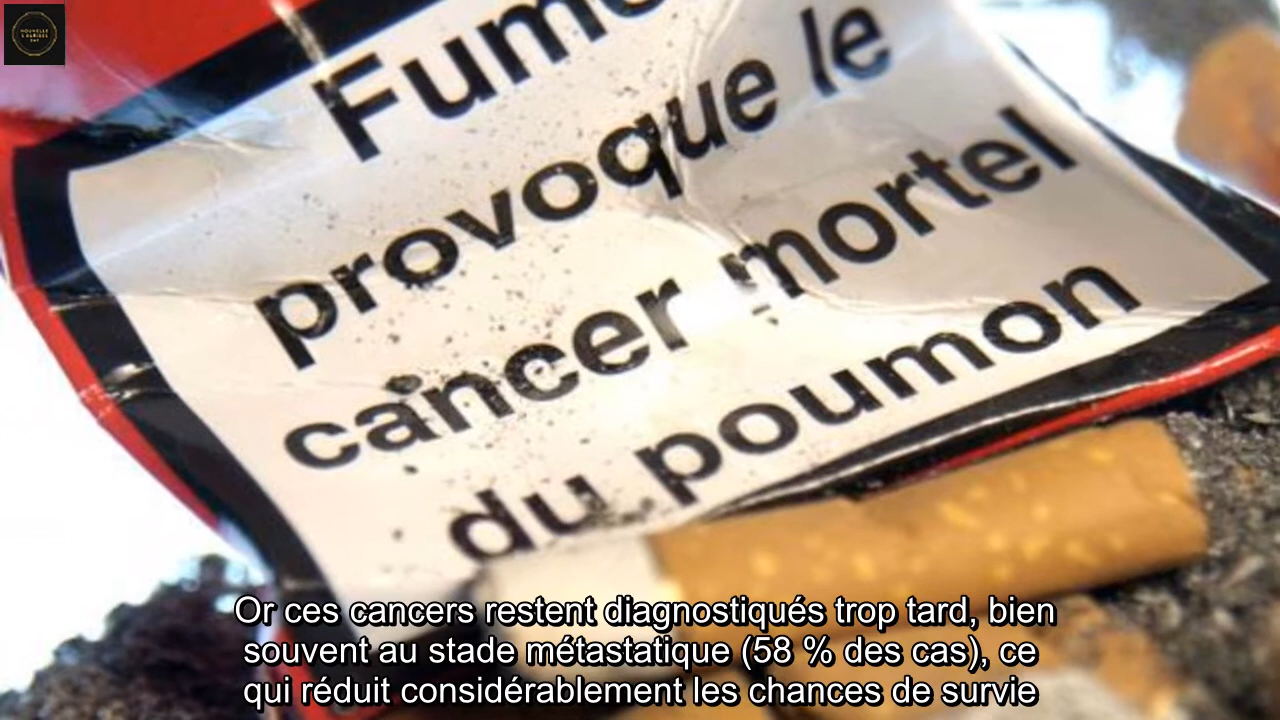 Fume
provoque le
cancer mortel
du poumon
Or ces cancers restent diagnostiqués trop tard, bien
souvent au stade métastatique (58 % des cas), ce
qui réduit considérablement les chances de survie